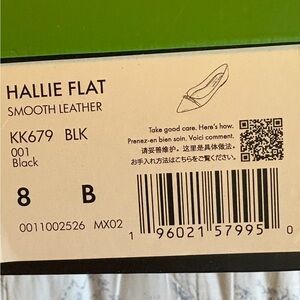 HALLIE FLAT
SMOOTH LEATHER
KK679 BLK
001
Black
8 B
0011002526 MX02
Take good care. Here's how.
Prenez-en bien soin. Voici comment.
请妥善维护。这里是具体做法。
お手入れ方法はこちらをご覧ください。
1 96021 57995 0